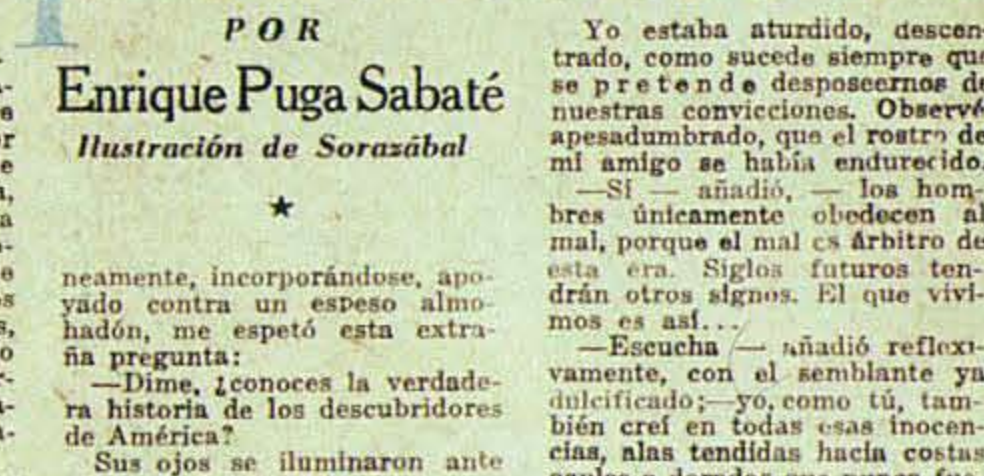 POR
Enrique Puga Sabaté
Ilustración de Sorazábal
★
neamente, incorporándose, apo-
yado contra un espeso almo-
hadón, me espetó esta extra-
ña pregunta:
—Dime, ¿conoces la verdade-
ra historia de los descubridores
de América?
Sus ojos se iluminaron ante
Yo estaba aturdido, descen-
trado, como sucede siempre que
se pretende desposeernos de
nuestras convicciones. Observé
apesadumbrado, que el rostro de
mi amigo se había endurecido.
—Sí — añadió, — los hom-
bres únicamente obedecen al
mal, porque el mal es árbitro de
esta era. Siglos futuros ten-
drán otros signos. El que vivi-
mos es así...
—Escucha — añadió reflexi-
vamente, con el semblante ya
dulcificado;—yo, como tú, tam-
bién creí en todas esas inocen-
cias, alas tendidas hacia costas